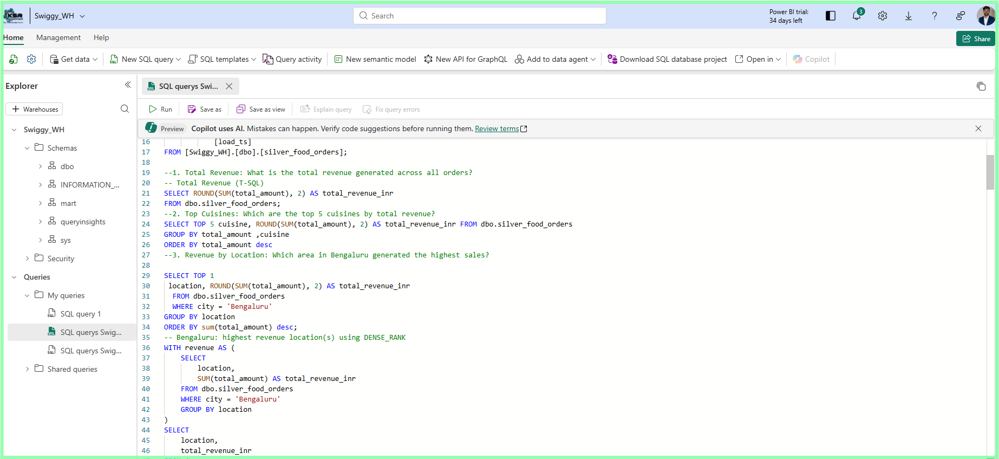 KSR
Swiggy_WH
Search
Power BI trial:
34 days left
3
Home
Management
Help
Share
Get data
New SQL query
SQL templates
Query activity
New semantic model
New API for GraphQL
Add to data agent
Download SQL database project
Open in
Copilot
Explorer
SQL querys Swi...
+ Warehouses
Run
Save as
Save as view
Explain query
Fix query errors
Preview
Copilot uses AI. Mistakes can happen. Verify code suggestions before running them. Review terms
Swiggy_WH
Schemas
dbo
INFORMATION_...
mart
queryinsights
sys
Security
Queries
My queries
SQL query 1
SQL querys Swig...
SQL querys Swig...
Shared queries
16 [load_ts]
17 FROM [Swiggy_WH].[dbo].[silver_food_orders];
18
19 --1. Total Revenue: What is the total revenue generated across all orders?
20 -- Total Revenue (T-SQL)
21 SELECT ROUND(SUM(total_amount), 2) AS total_revenue_inr
22 FROM dbo.silver_food_orders;
23 --2. Top Cuisines: Which are the top 5 cuisines by total revenue?
24 SELECT TOP 5 cuisine, ROUND(SUM(total_amount), 2) AS total_revenue_inr FROM dbo.silver_food_orders
25 GROUP BY total_amount ,cuisine
26 ORDER BY total_amount desc
27 --3. Revenue by Location: Which area in Bengaluru generated the highest sales?
28
29 SELECT TOP 1
30 location, ROUND(SUM(total_amount), 2) AS total_revenue_inr
31 FROM dbo.silver_food_orders
32 WHERE city = 'Bengaluru'
33 GROUP BY location
34 ORDER BY sum(total_amount) desc;
35 -- Bengaluru: highest revenue location(s) using DENSE_RANK
36 WITH revenue AS (
37 SELECT
38 location,
39 SUM(total_amount) AS total_revenue_inr
40 FROM dbo.silver_food_orders
41 WHERE city = 'Bengaluru'
42 GROUP BY location
43 )
44 SELECT
45 location,
46 total_revenue_inr